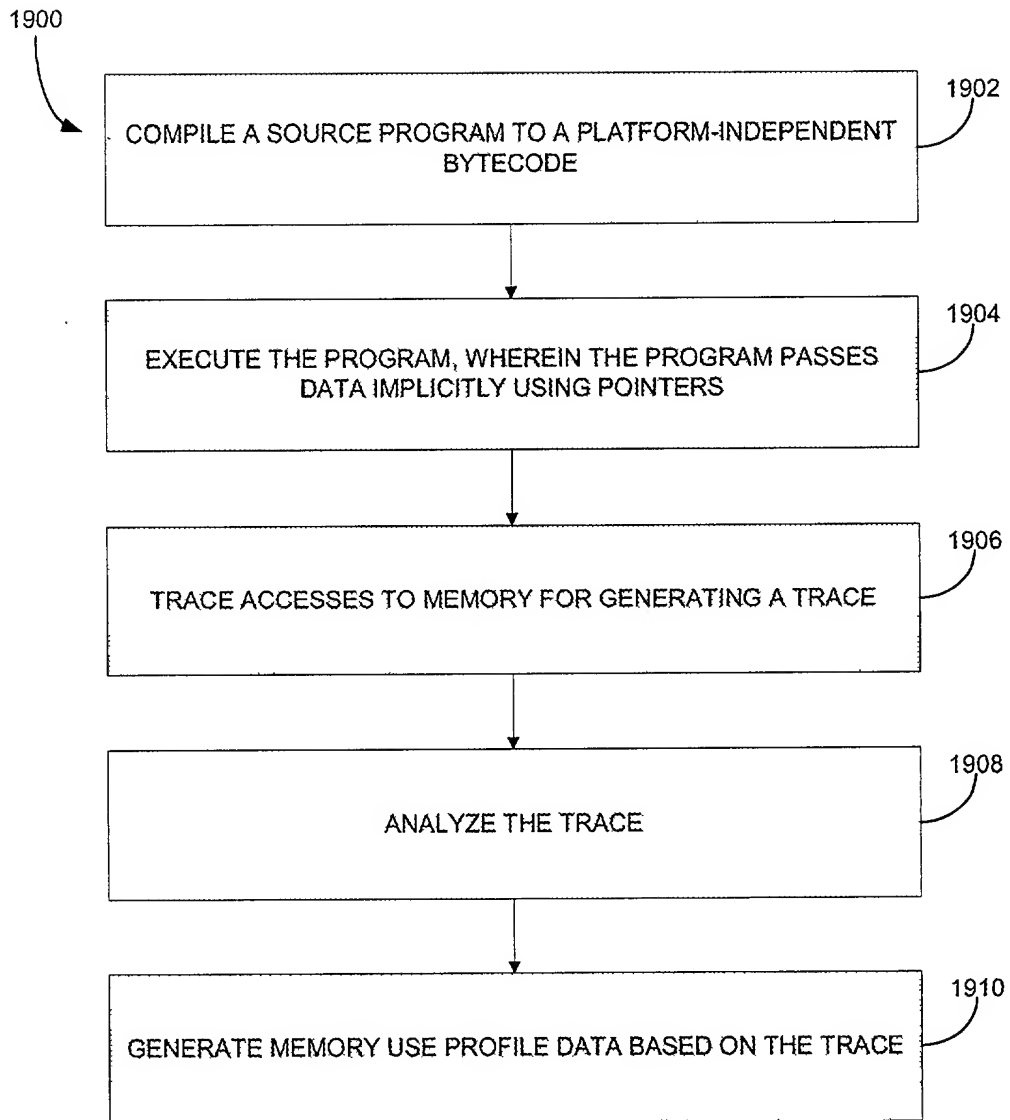 1900
1902
COMPILE A SOURCE PROGRAM TO A PLATFORM-INDEPENDENT
BYTECODE
1904
EXECUTE THE PROGRAM, WHEREIN THE PROGRAM PASSES
DATA IMPLICITLY USING POINTERS
1906
TRACE ACCESSES TO MEMORY FOR GENERATING A TRACE
1908
ANALYZE THE TRACE
1910
GENERATE MEMORY USE PROFILE DATA BASED ON THE TRACE